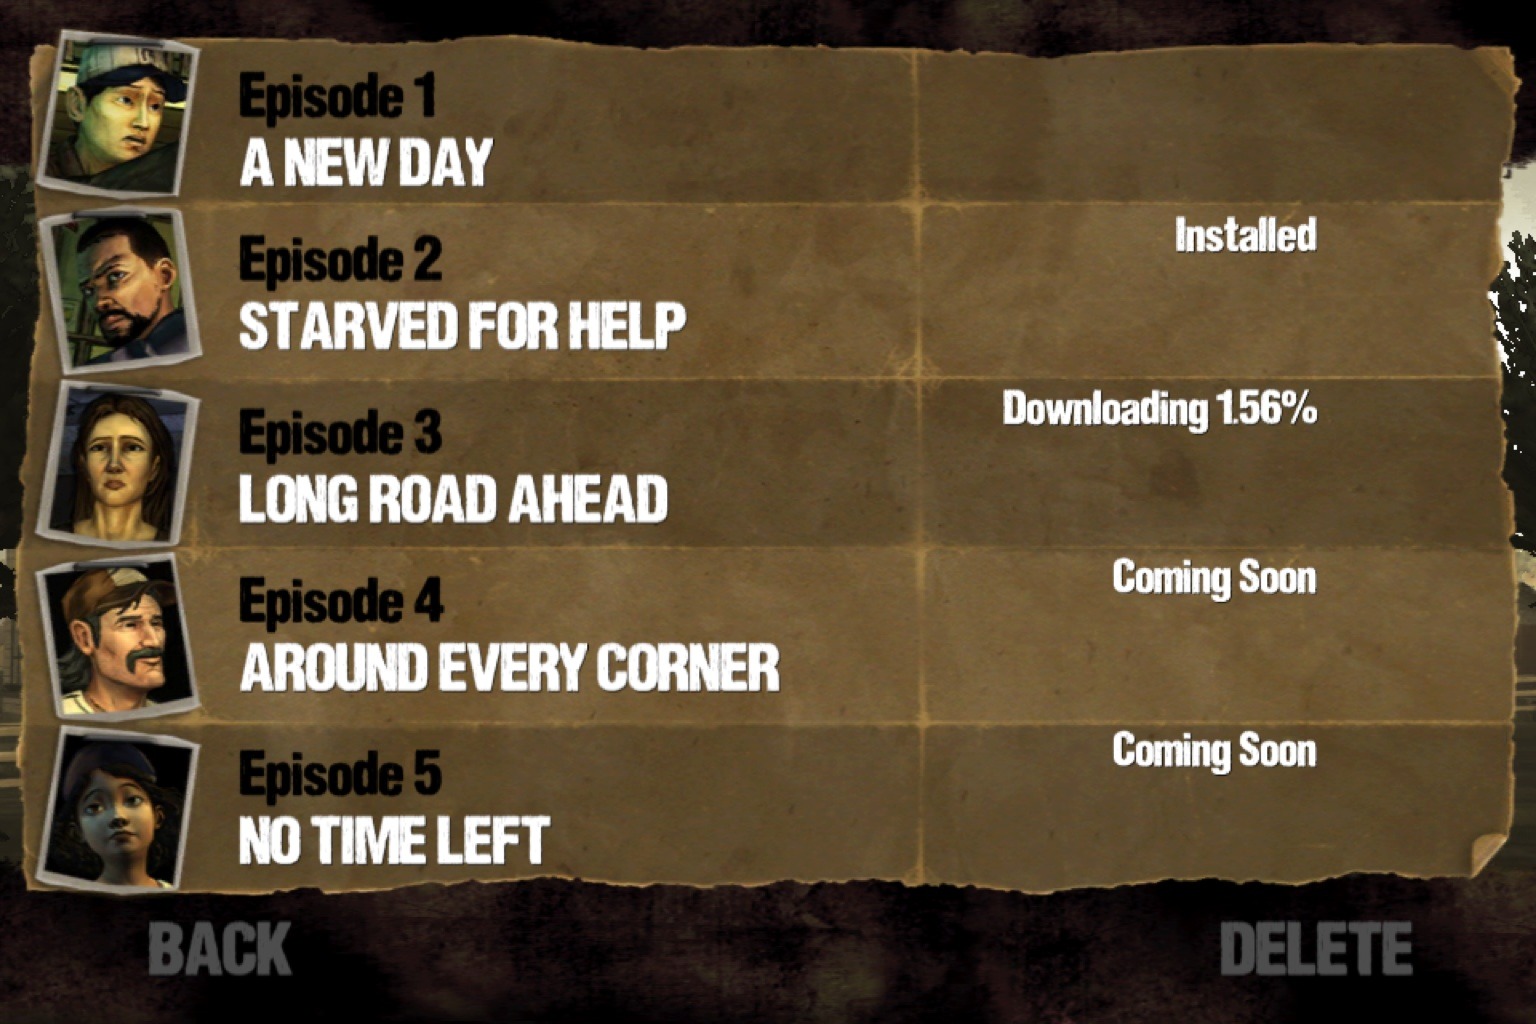 Episode 1
A NEW DAY
Episode 2
Installed
STARVED FOR HELP
Episode 3
Downloading 1.56%
LONG ROAD AHEAD
Episode 4
Coming Soon
AROUND EVERY CORNER
Episode 5
Coming Soon
NO TIME LEFT
BACK
DELETE